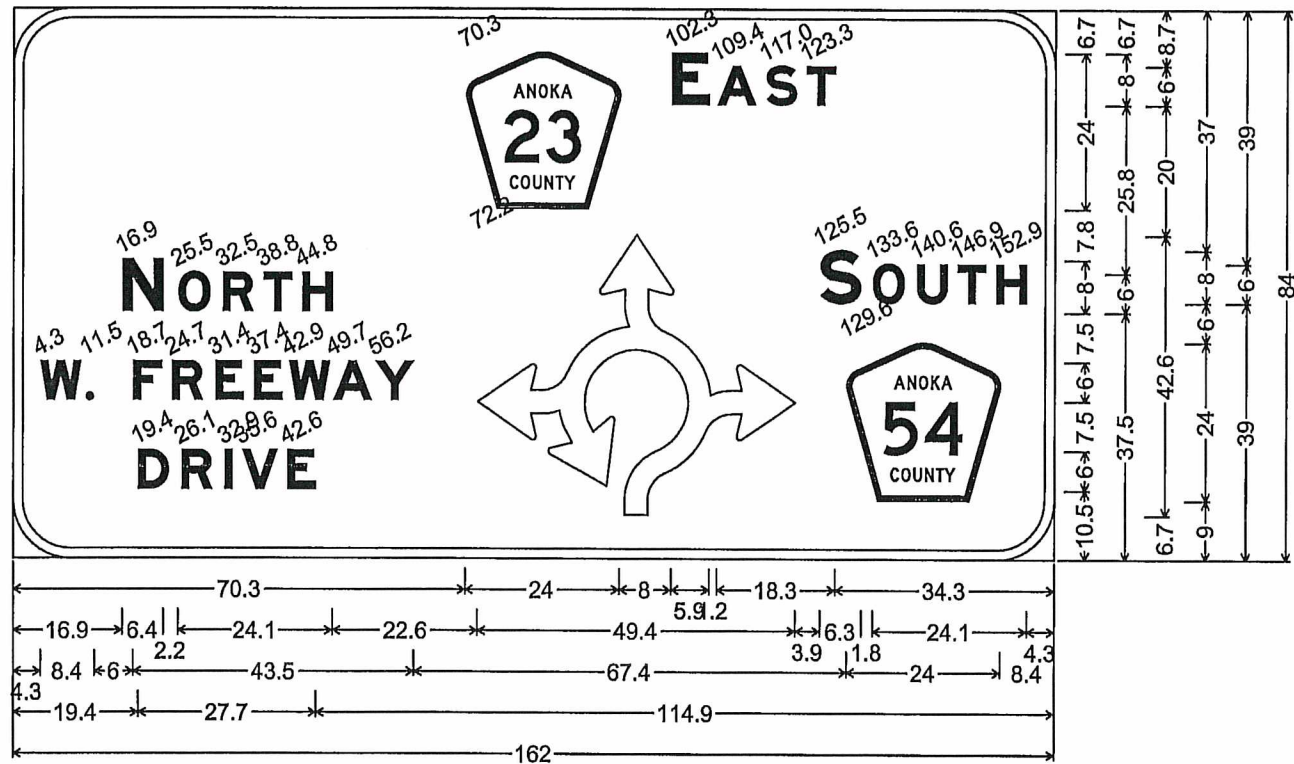 70.3 102.3 109.4 117.0 123.3
EAST
ANOKA
23
COUNTY
72.2
16.9 25.5 32.5 38.8 44.8
NORTH
125.5 133.6 140.6 146.9 152.9
SOUTH
129.6
4.3 11.5 18.7 24.7 31.4 37.4 42.9 49.7 56.2
W. FREEWAY
19.4 26.1 32.9 35.6 42.6
DRIVE
ANOKA
54
COUNTY
6.7 24 7.8 8 7.5 6 7.5 6 10.5
6.7 8 25.8 6 37.5
8.7 6 20 42.6 6.7
37 8 6 24 9
39 6 39
84
70.3 24 8 5.9 1.2 18.3 34.3
16.9 6.4 2.2 24.1 22.6 49.4 3.9 6.3 1.8 24.1 4.3
4.3 8.4 6 43.5 67.4 24 8.4
19.4 27.7 114.9
162